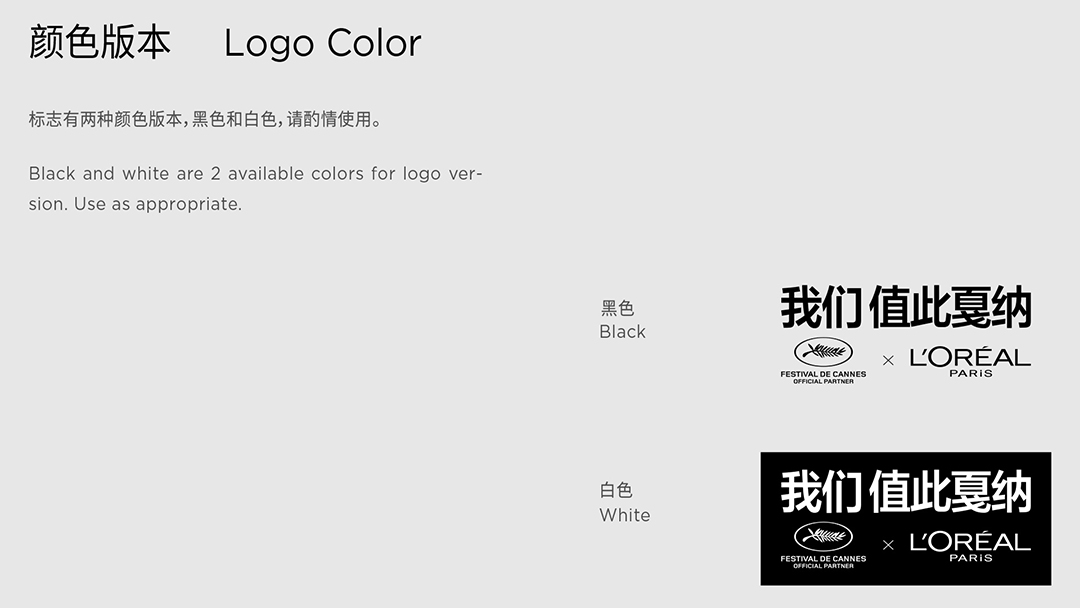 颜色版本 Logo Color
标志有两种颜色版本，黑色和白色，请酌情使用。
Black and white are 2 available colors for logo ver-
sion. Use as appropriate.
黑色
Black
我们 值此戛纳
FESTIVAL DE CANNES
OFFICIAL PARTNER
×
L'ORÉAL
PARiS
白色
White
我们 值此戛纳
FESTIVAL DE CANNES
OFFICIAL PARTNER
×
L'ORÉAL
PARiS